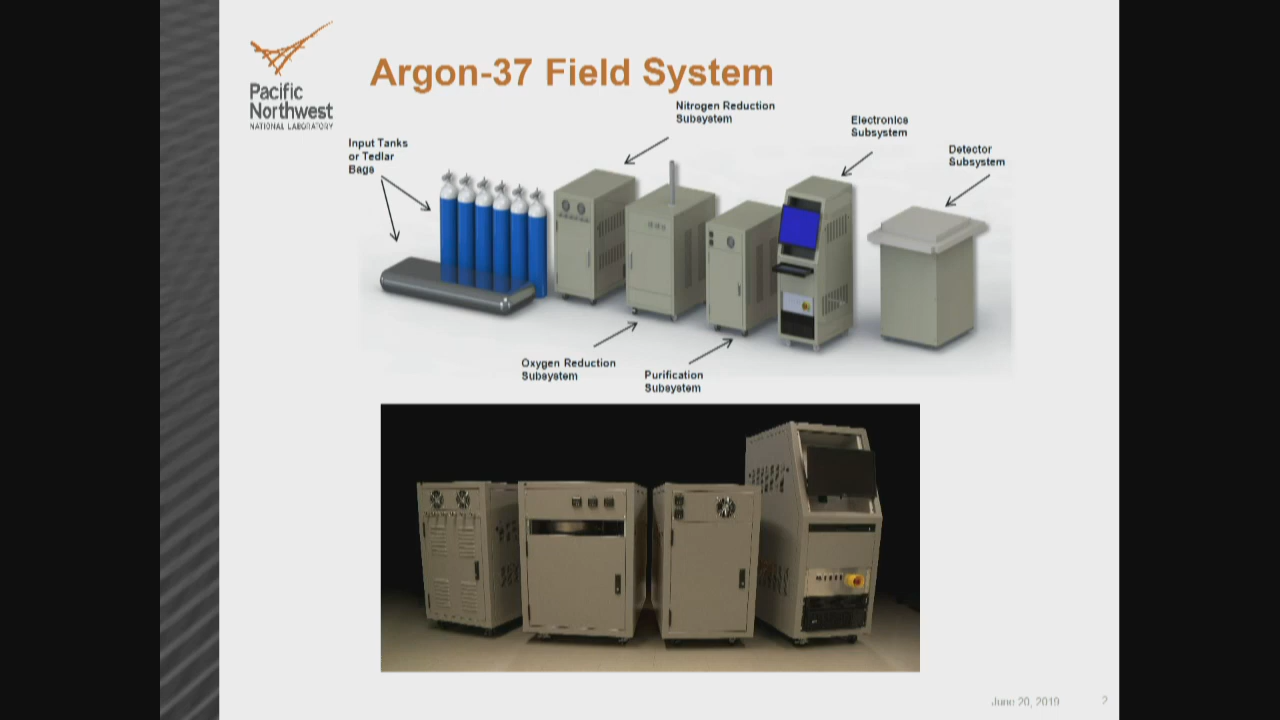 Pacific
Northwest
NATIONAL LABORATORY
Argon-37 Field System
Nitrogen Reduction
Subsystem
Electronics
Subsystem
Detector
Subsystem
Input Tanks
or Tedlar
Bags
Oxygen Reduction
Subsystem
Purification
Subsystem
June 20, 2019
2